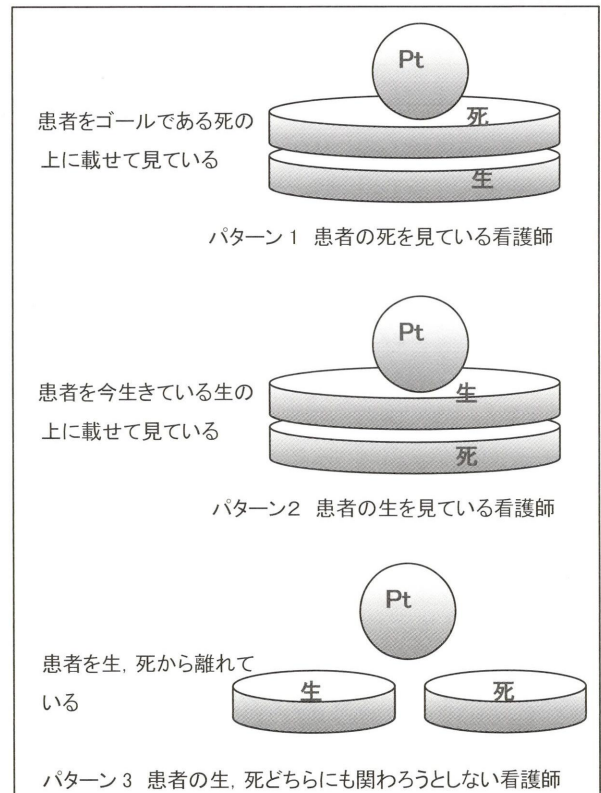 Pt
死
患者をゴールである死の
上に載せて見ている
生
パターン 1 患者の死を見ている看護師
Pt
生
患者を今生きている生の
上に載せて見ている
死
パターン2 患者の生を見ている看護師
Pt
患者を生, 死から離れて
いる
生
死
パターン 3 患者の生, 死どちらにも関わろうとしない看護師